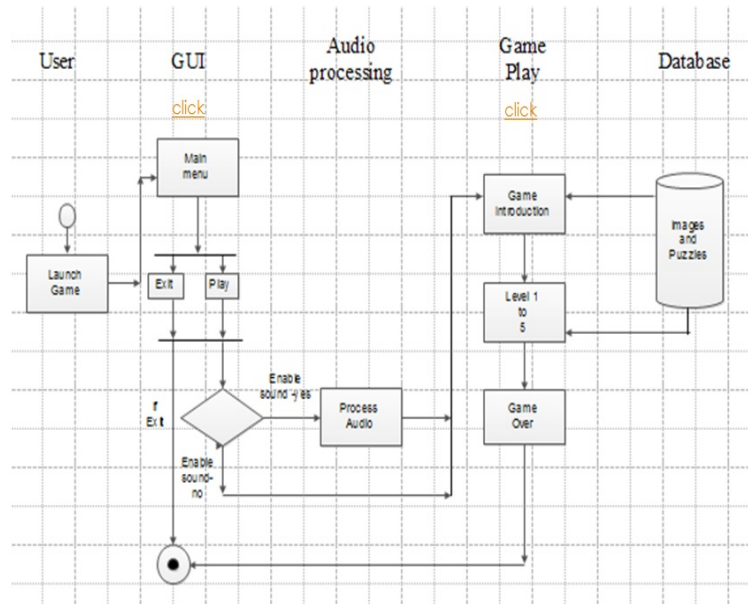 User
GUI
Audio
processing
Game
Play
Database
click
click
Main
menu
Game
Introduction
Images
and
Puzzles
Launch
Game
Exit
Play
Level 1
to
5
Enable
sound -yes
If
Exit
Process
Audio
Game
Over
Enable
sound-
no